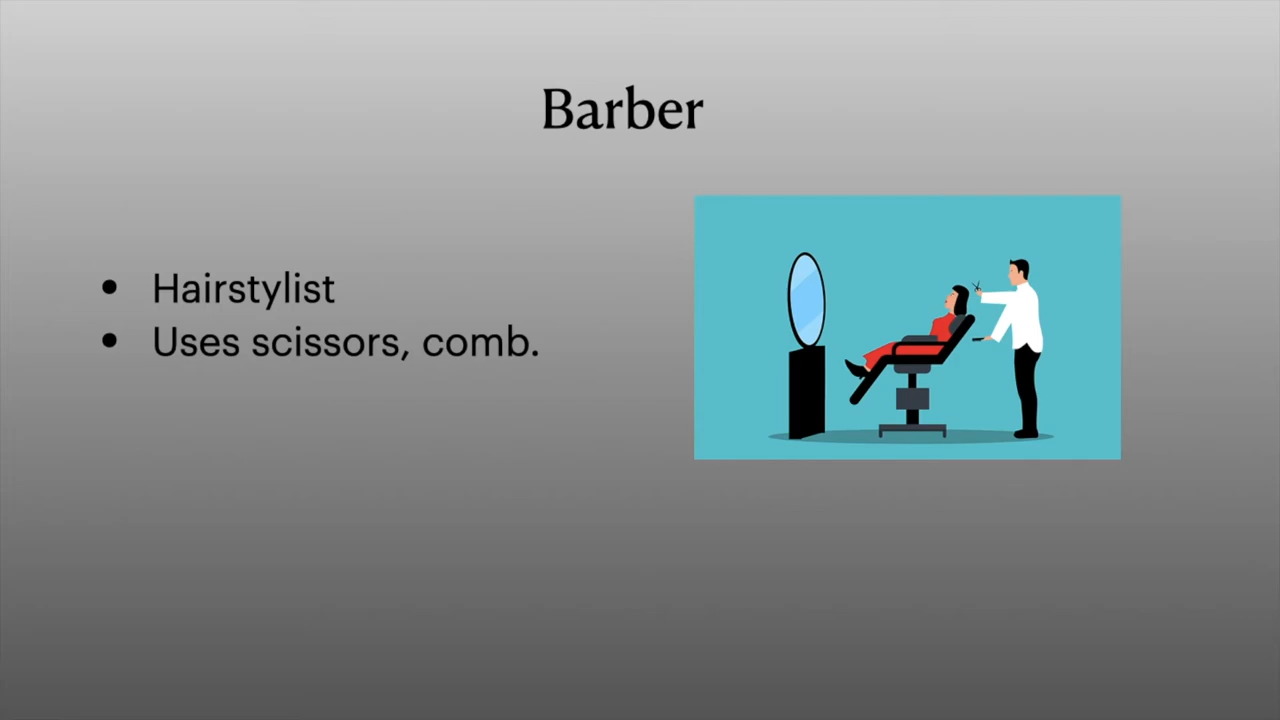 Barber
• Hairstylist
• Uses scissors, comb.